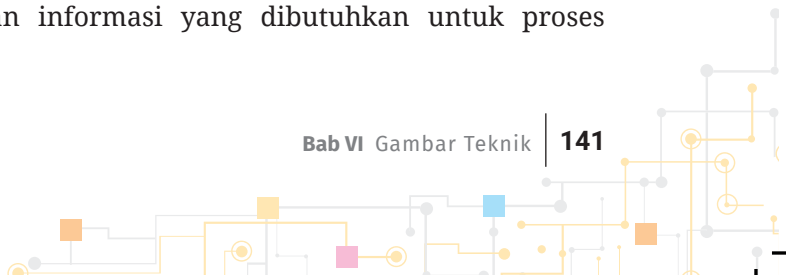 informasi yang dibutuhkan untuk proses
Bab VI Gambar Teknik 141